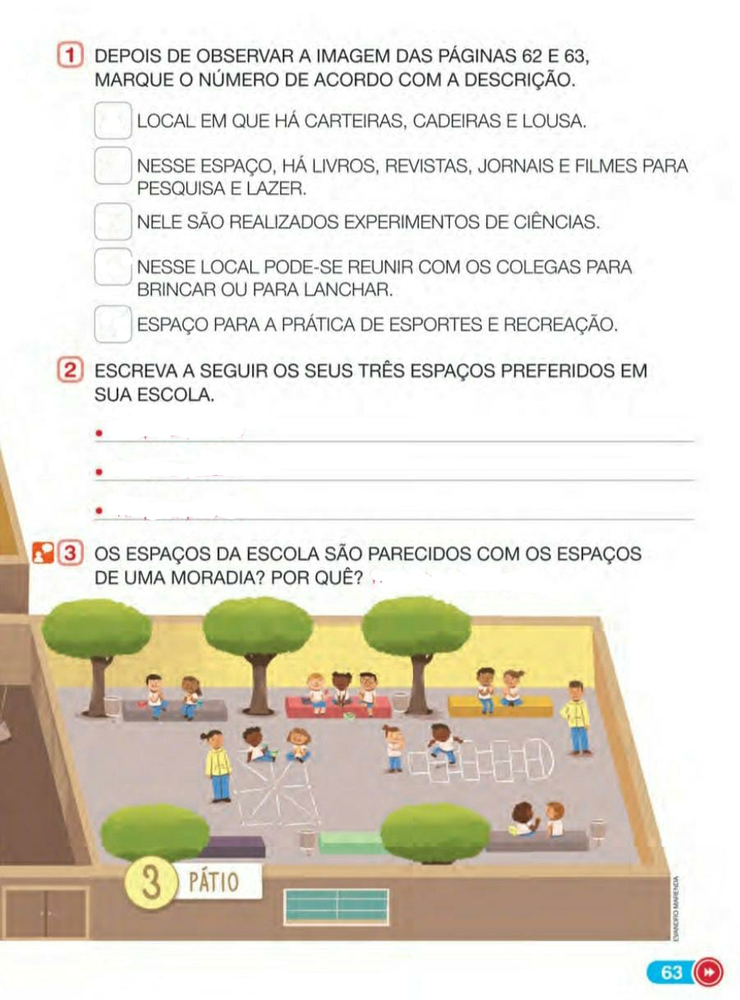 1 DEPOIS DE OBSERVAR A IMAGEM DAS PÁGINAS 62 E 63,
MARQUE O NÚMERO DE ACORDO COM A DESCRIÇÃO.
LOCAL EM QUE HÁ CARTEIRAS, CADEIRAS E LOUSA.
NESSE ESPAÇO, HÁ LIVROS, REVISTAS, JORNAIS E FILMES PARA
PESQUISA E LAZER.
NELE SÃO REALIZADOS EXPERIMENTOS DE CIÊNCIAS.
NESSE LOCAL PODE-SE REUNIR COM OS COLEGAS PARA
BRINCAR OU PARA LANCHAR.
ESPAÇO PARA A PRÁTICA DE ESPORTES E RECREAÇÃO.
2 ESCREVA A SEGUIR OS SEUS TRÊS ESPAÇOS PREFERIDOS EM
SUA ESCOLA.
3 OS ESPAÇOS DA ESCOLA SÃO PARECIDOS COM OS ESPAÇOS
DE UMA MORADIA? POR QUÊ?
3 PÁTIO
EVANDRO MARENDA
63